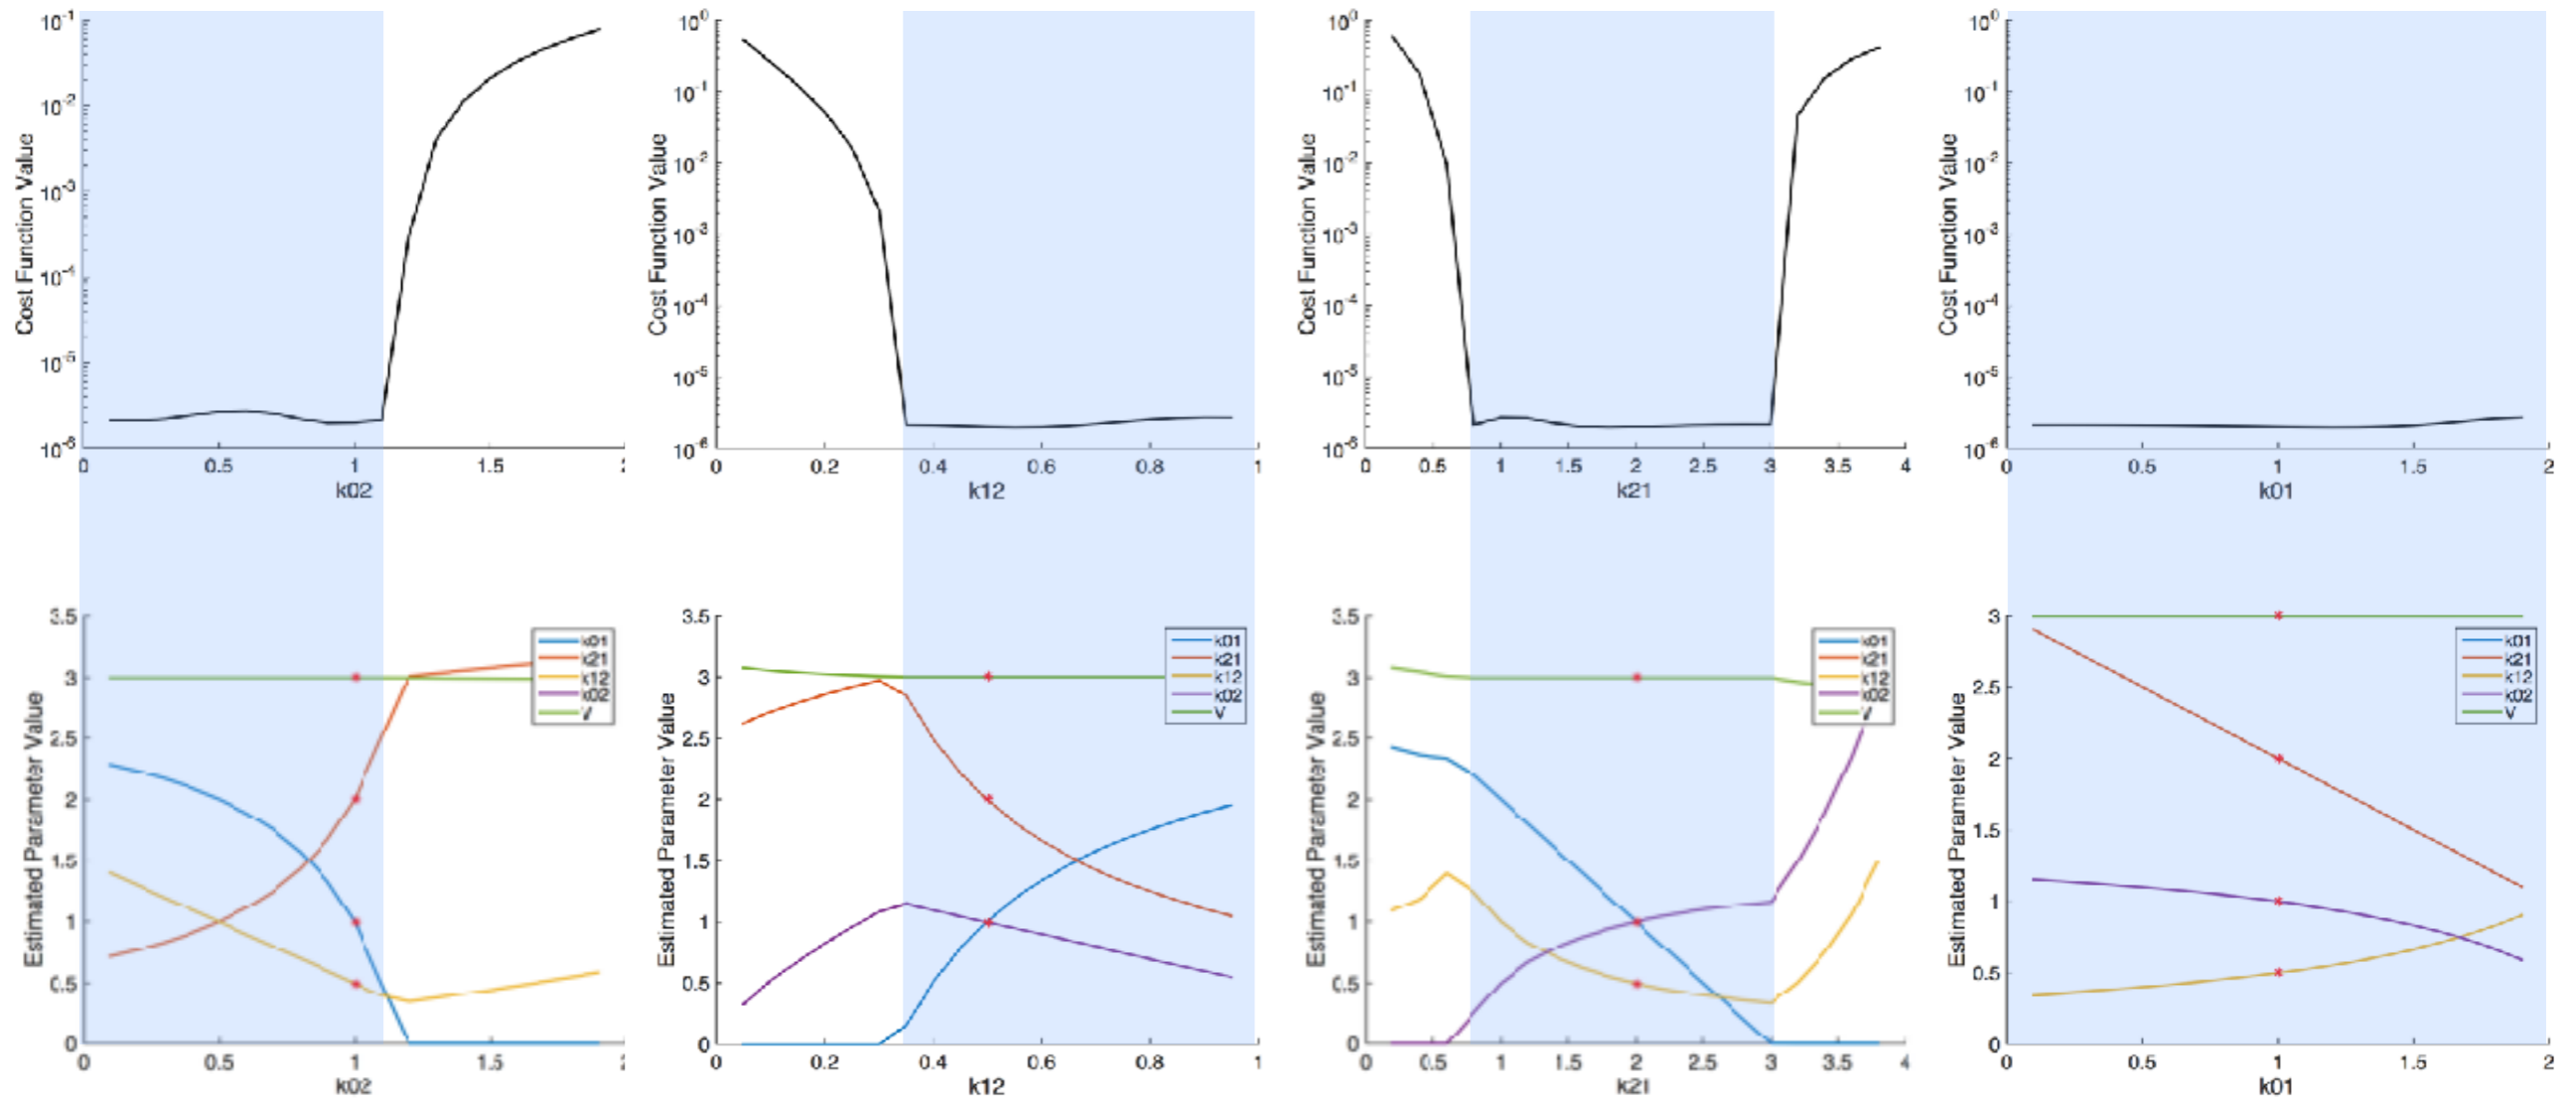 Cost Function Value
10^-1
10^-2
10^-3
10^-4
10^-5
10^-6
0 0.5 1 1.5
k02
Cost Function Value
10^0
10^-1
10^-2
10^-3
10^-4
10^-5
10^-6
0 0.2 0.4 0.6 0.8 1
k12
Cost Function Value
10^0
10^-1
10^-2
10^-3
10^-4
10^-5
10^-6
0 0.5 1 1.5 2 2.5 3 3.5 4
k21
Cost Function Value
10^0
10^-1
10^-2
10^-3
10^-4
10^-5
10^-6
0 0.5 1 1.5 2
k01
Estimated Parameter Value
3.5
3
2.5
2
1.5
1
0.5
0
k01
k21
k12
k02
V
0 0.5 1 1.5
k02
Estimated Parameter Value
3.5
3
2.5
2
1.5
1
0.5
0
k01
k21
k12
k02
V
0 0.2 0.4 0.6 0.8 1
k12
Estimated Parameter Value
3.5
3
2.5
2
1.5
1
0.5
0
k01
k21
k12
k02
V
0 0.5 1 1.5 2 2.5 3 3.5 4
k21
Estimated Parameter Value
3
2.5
2
1.5
1
0.5
0
k01
k21
k12
k02
V
0 0.5 1 1.5 2
k01